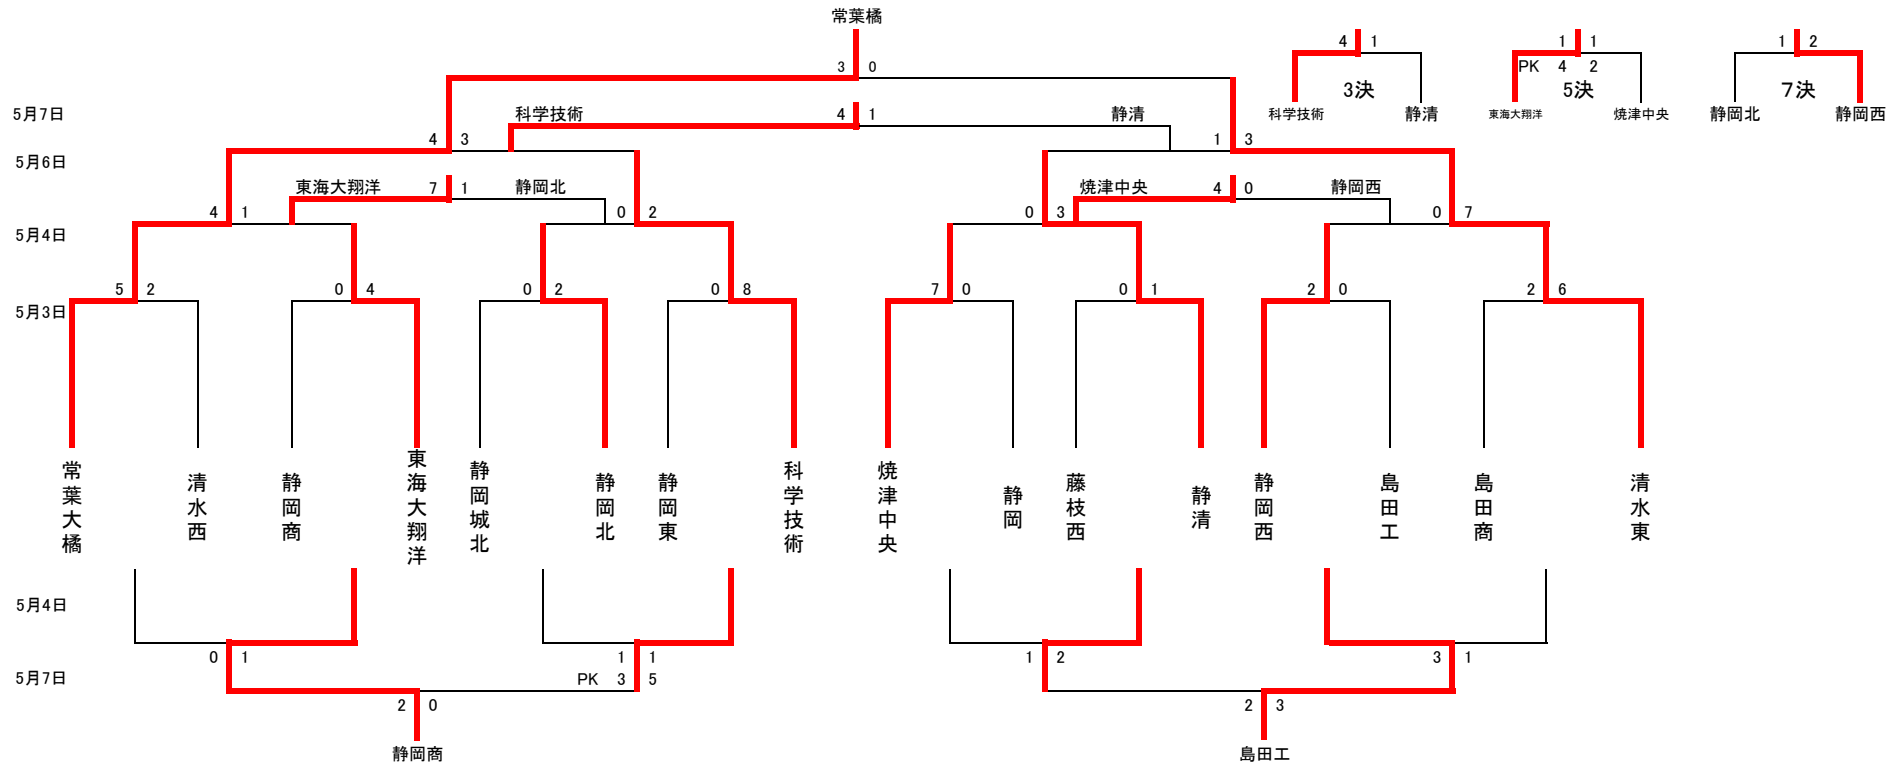 常葉橘
4 1
1 1
1 2
3 0
PK 4 2
3決
5決
7決
5月7日
科学技術
4 1
静清
科学技術
静清
東海大翔洋
焼津中央
静岡北
静岡西
4 3
1 3
5月6日
東海大翔洋
7 1
静岡北
焼津中央
4 0
静岡西
4 1
0 2
0 3
0 7
5月4日
5 2
0 4
0 2
0 8
7 0
0 1
2 0
2 6
5月3日
常葉大橘
清水西
静岡商
東海大翔洋
静岡城北
静岡北
静岡東
科学技術
焼津中央
静岡
藤枝西
静清
静岡西
島田工
島田商
清水東
5月4日
0 1
1 1
1 2
3 1
5月7日
PK 3 5
2 0
2 3
静岡商
島田工